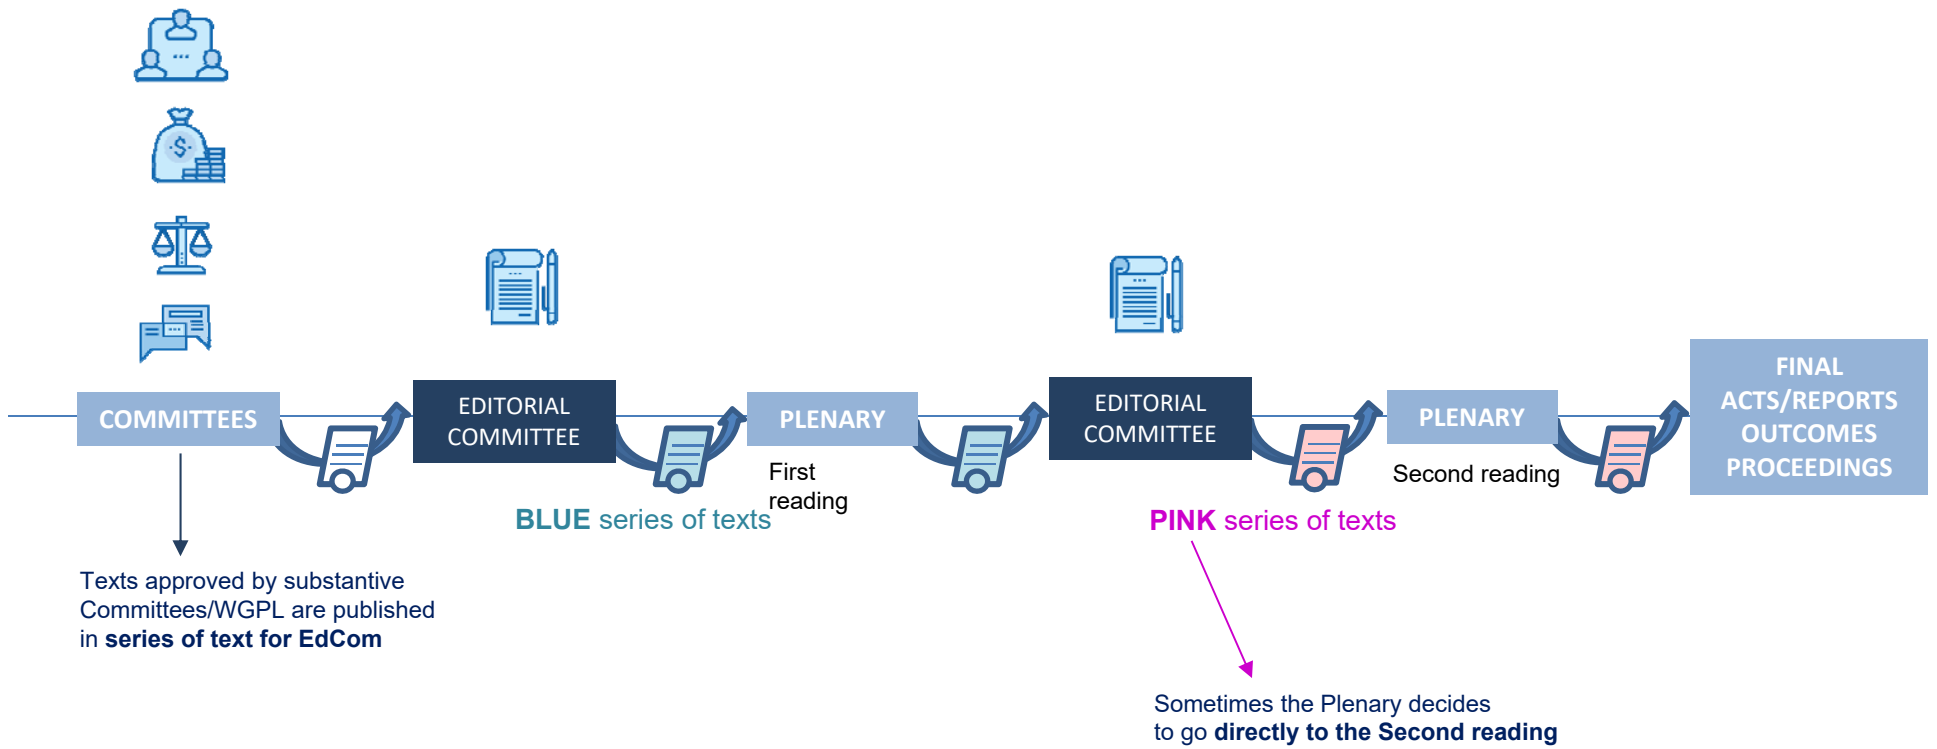 COMMITTEES
EDITORIAL
COMMITTEE
PLENARY
First
reading
EDITORIAL
COMMITTEE
PLENARY
Second reading
FINAL
ACTS/REPORTS
OUTCOMES
PROCEEDINGS
BLUE series of texts
PINK series of texts
Texts approved by substantive
Committees/WGPL are published
in series of text for EdCom
Sometimes the Plenary decides
to go directly to the Second reading
$